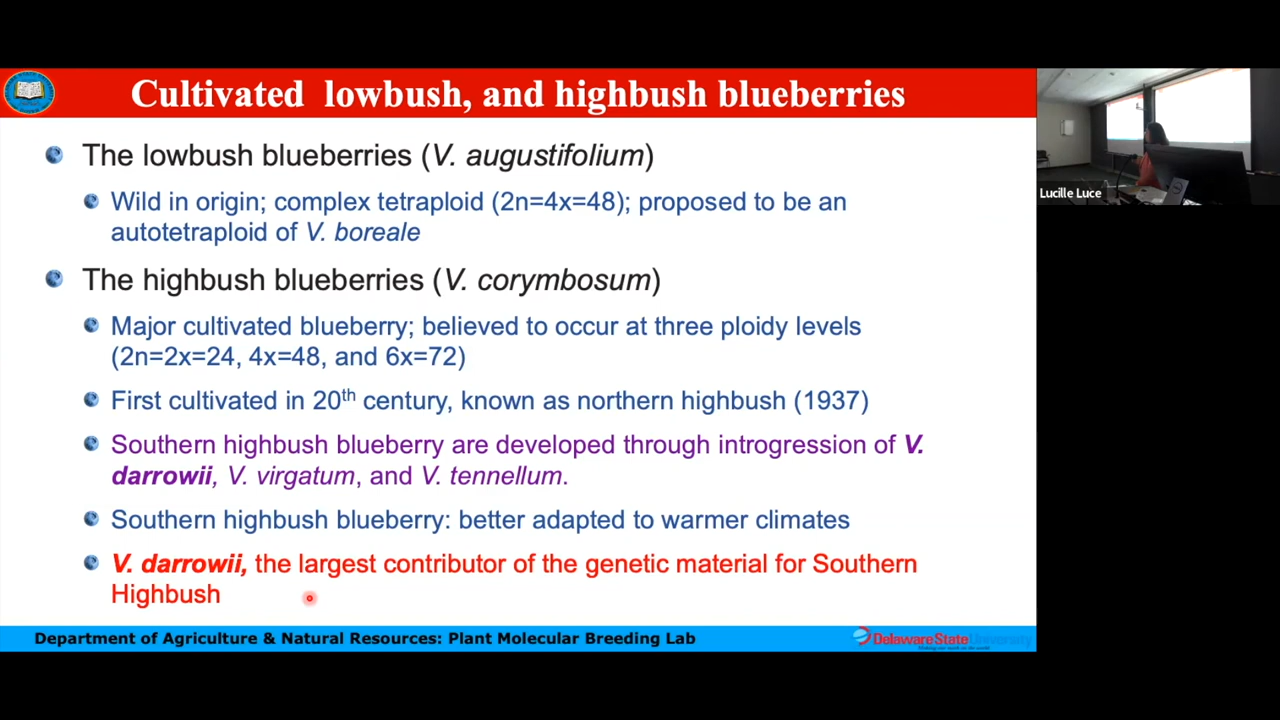 Cultivated lowbush, and highbush blueberries
The lowbush blueberries (V. augustifolium)
Wild in origin; complex tetraploid (2n=4x=48); proposed to be an
autotetraploid of V. boreale
The highbush blueberries (V. corymbosum)
Major cultivated blueberry; believed to occur at three ploidy levels
(2n=2x=24, 4x=48, and 6x=72)
First cultivated in 20th century, known as northern highbush (1937)
Southern highbush blueberry are developed through introgression of V.
darrowii, V. virgatum, and V. tennellum.
Southern highbush blueberry: better adapted to warmer climates
V. darrowii, the largest contributor of the genetic material for Southern
Highbush
Department of Agriculture & Natural Resources: Plant Molecular Breeding Lab
DelawareStateUniversity
Lucille Luce